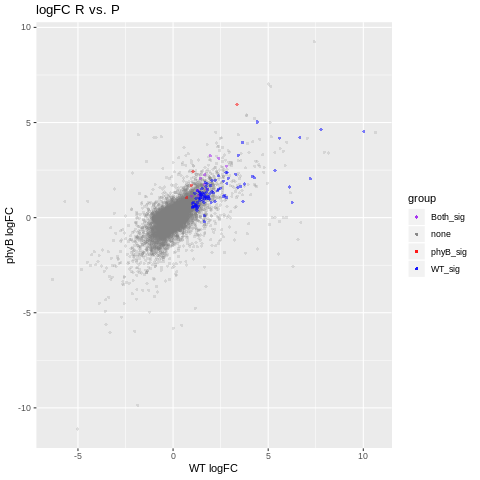 logFC R vs. P
10
5
0
-5
-10
phyB logFC
-5
0
5
10
WT logFC
group
Both_sig
none
phyB_sig
WT_sig